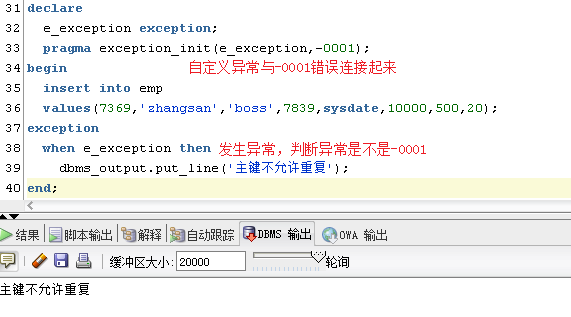 31 declare
32 e_exception exception;
33 pragma exception_init(e_exception,-0001);
34 begin 自定义异常与-0001错误连接起来
35 insert into emp
36 values(7369,'zhangsan','boss',7839,sysdate,10000,500,20);
37 exception
38 when e_exception then 发生异常，判断异常是不是-0001
39 dbms_output.put_line('主键不允许重复');
40 end;
结果 脚本输出 解释 自动跟踪 DBMS 输出 OWA 输出
缓冲区大小: 20000 轮询
主键不允许重复